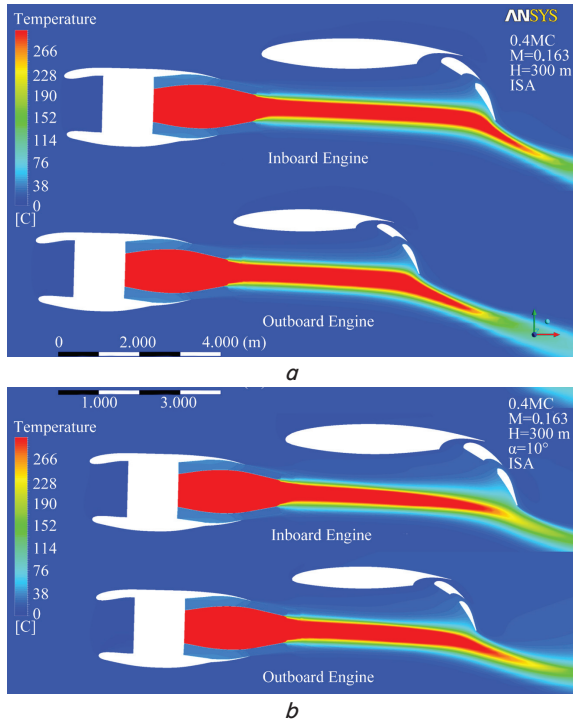 Temperature
ANSYS
266
228
190
152
114
76
38
0
[C]
0.4MC
M=0.163
H=300 m
ISA
Inboard Engine
Outboard Engine
0 2.000 4.000 (m)
a
1.000 3.000
Temperature
266
228
190
152
114
76
38
0
[C]
0.4MC
M=0.163
H=300 m
α=10°
ISA
Inboard Engine
Outboard Engine
b